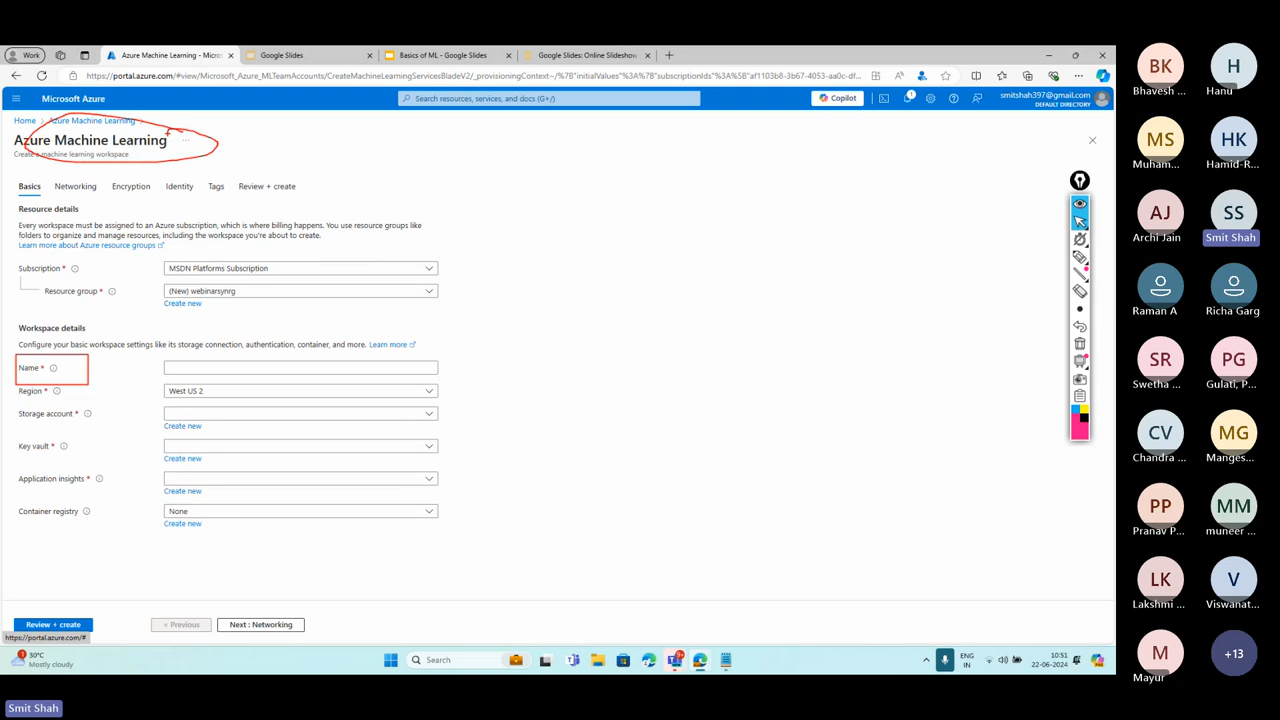 Work
Azure Machine Learning - Micros
Google Slides
Basics of ML - Google Slides
Google Slides: Online Slideshow
https://portal.azure.com/#view/Microsoft_MLTeamAccounts/CreateMachineLearningServicesBladeV2/_provisioningContext~/%7B"initialValues"%3A%7B"subscriptionIds"%3A%5B"af1103b8-3b67-4053-aa0c-df...
Microsoft Azure
Search resources, services, and docs (G+/)
Copilot
1
smitshah397@gmail.com
DEFAULT DIRECTORY
Home > Azure Machine Learning >
Azure Machine Learning ...
Create a machine learning workspace
Basics Networking Encryption Identity Tags Review + create
Resource details
Every workspace must be assigned to an Azure subscription, which is where billing happens. You use resource groups like
folders to organize and manage resources, including the workspace you're about to create.
Learn more about Azure resource groups
Subscription * MSDN Platforms Subscription
Resource group * (New) webinarsynrg
Create new
Workspace details
Configure your basic workspace settings like its storage connection, authentication, container, and more. Learn more
Name *
Region * West US 2
Storage account *
Create new
Key vault *
Create new
Application insights *
Create new
Container registry None
Create new
Review + create
< Previous
Next : Networking
https://portal.azure.com/#
1
30°C
Mostly cloudy
Search
ENG
IN
10:51
22-06-2024
BK
Bhavesh ...
H
Hanu
MS
Muham...
HK
Hamid-R...
AJ
Archi Jain
SS
Smit Shah
Raman A
Richa Garg
SR
Swetha ...
PG
Gulati, P...
CV
Chandra ...
MG
Manges...
PP
Pranav P...
MM
muneer ...
LK
Lakshmi ...
V
Viswanat...
M
Mayur
+13
Smit Shah